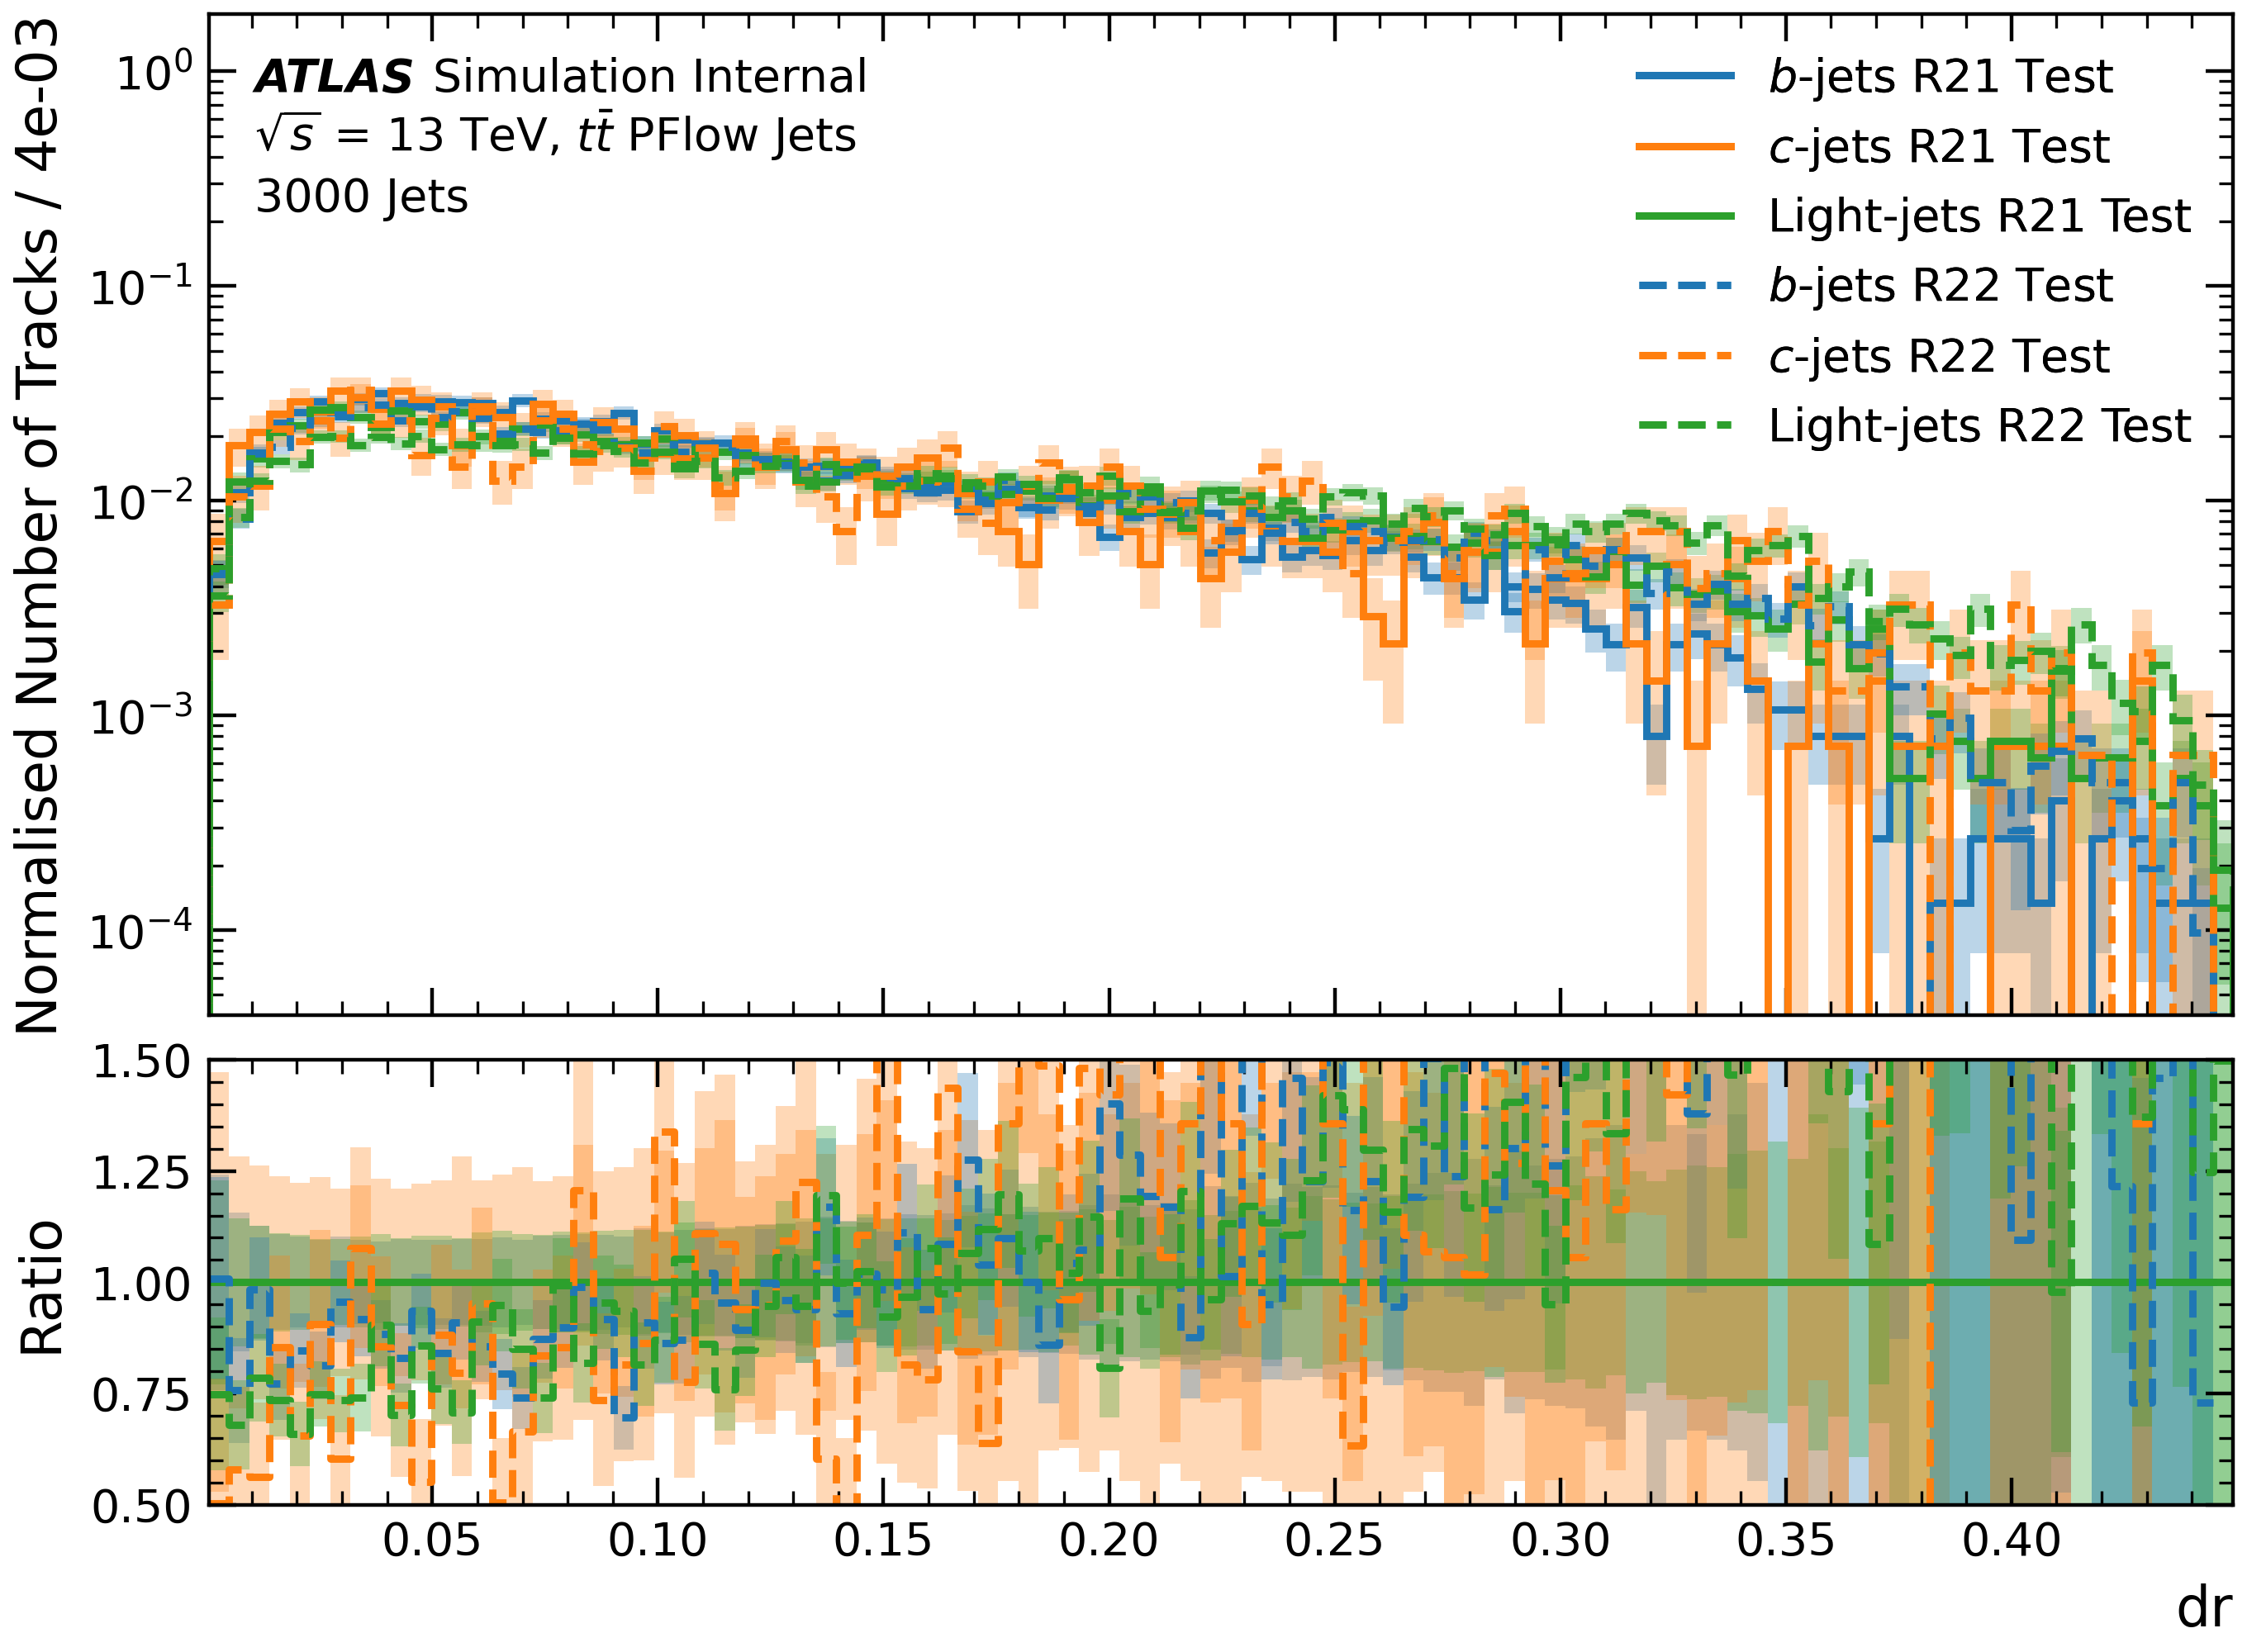 Normalised Number of Tracks / 4e-03
10⁰
10⁻¹
10⁻²
10⁻³
10⁻⁴
ATLAS Simulation Internal
√s = 13 TeV, tt̄ PFlow Jets
3000 Jets
b-jets R21 Test
c-jets R21 Test
Light-jets R21 Test
b-jets R22 Test
c-jets R22 Test
Light-jets R22 Test
Ratio
1.50
1.25
1.00
0.75
0.50
0.05 0.10 0.15 0.20 0.25 0.30 0.35 0.40
dr